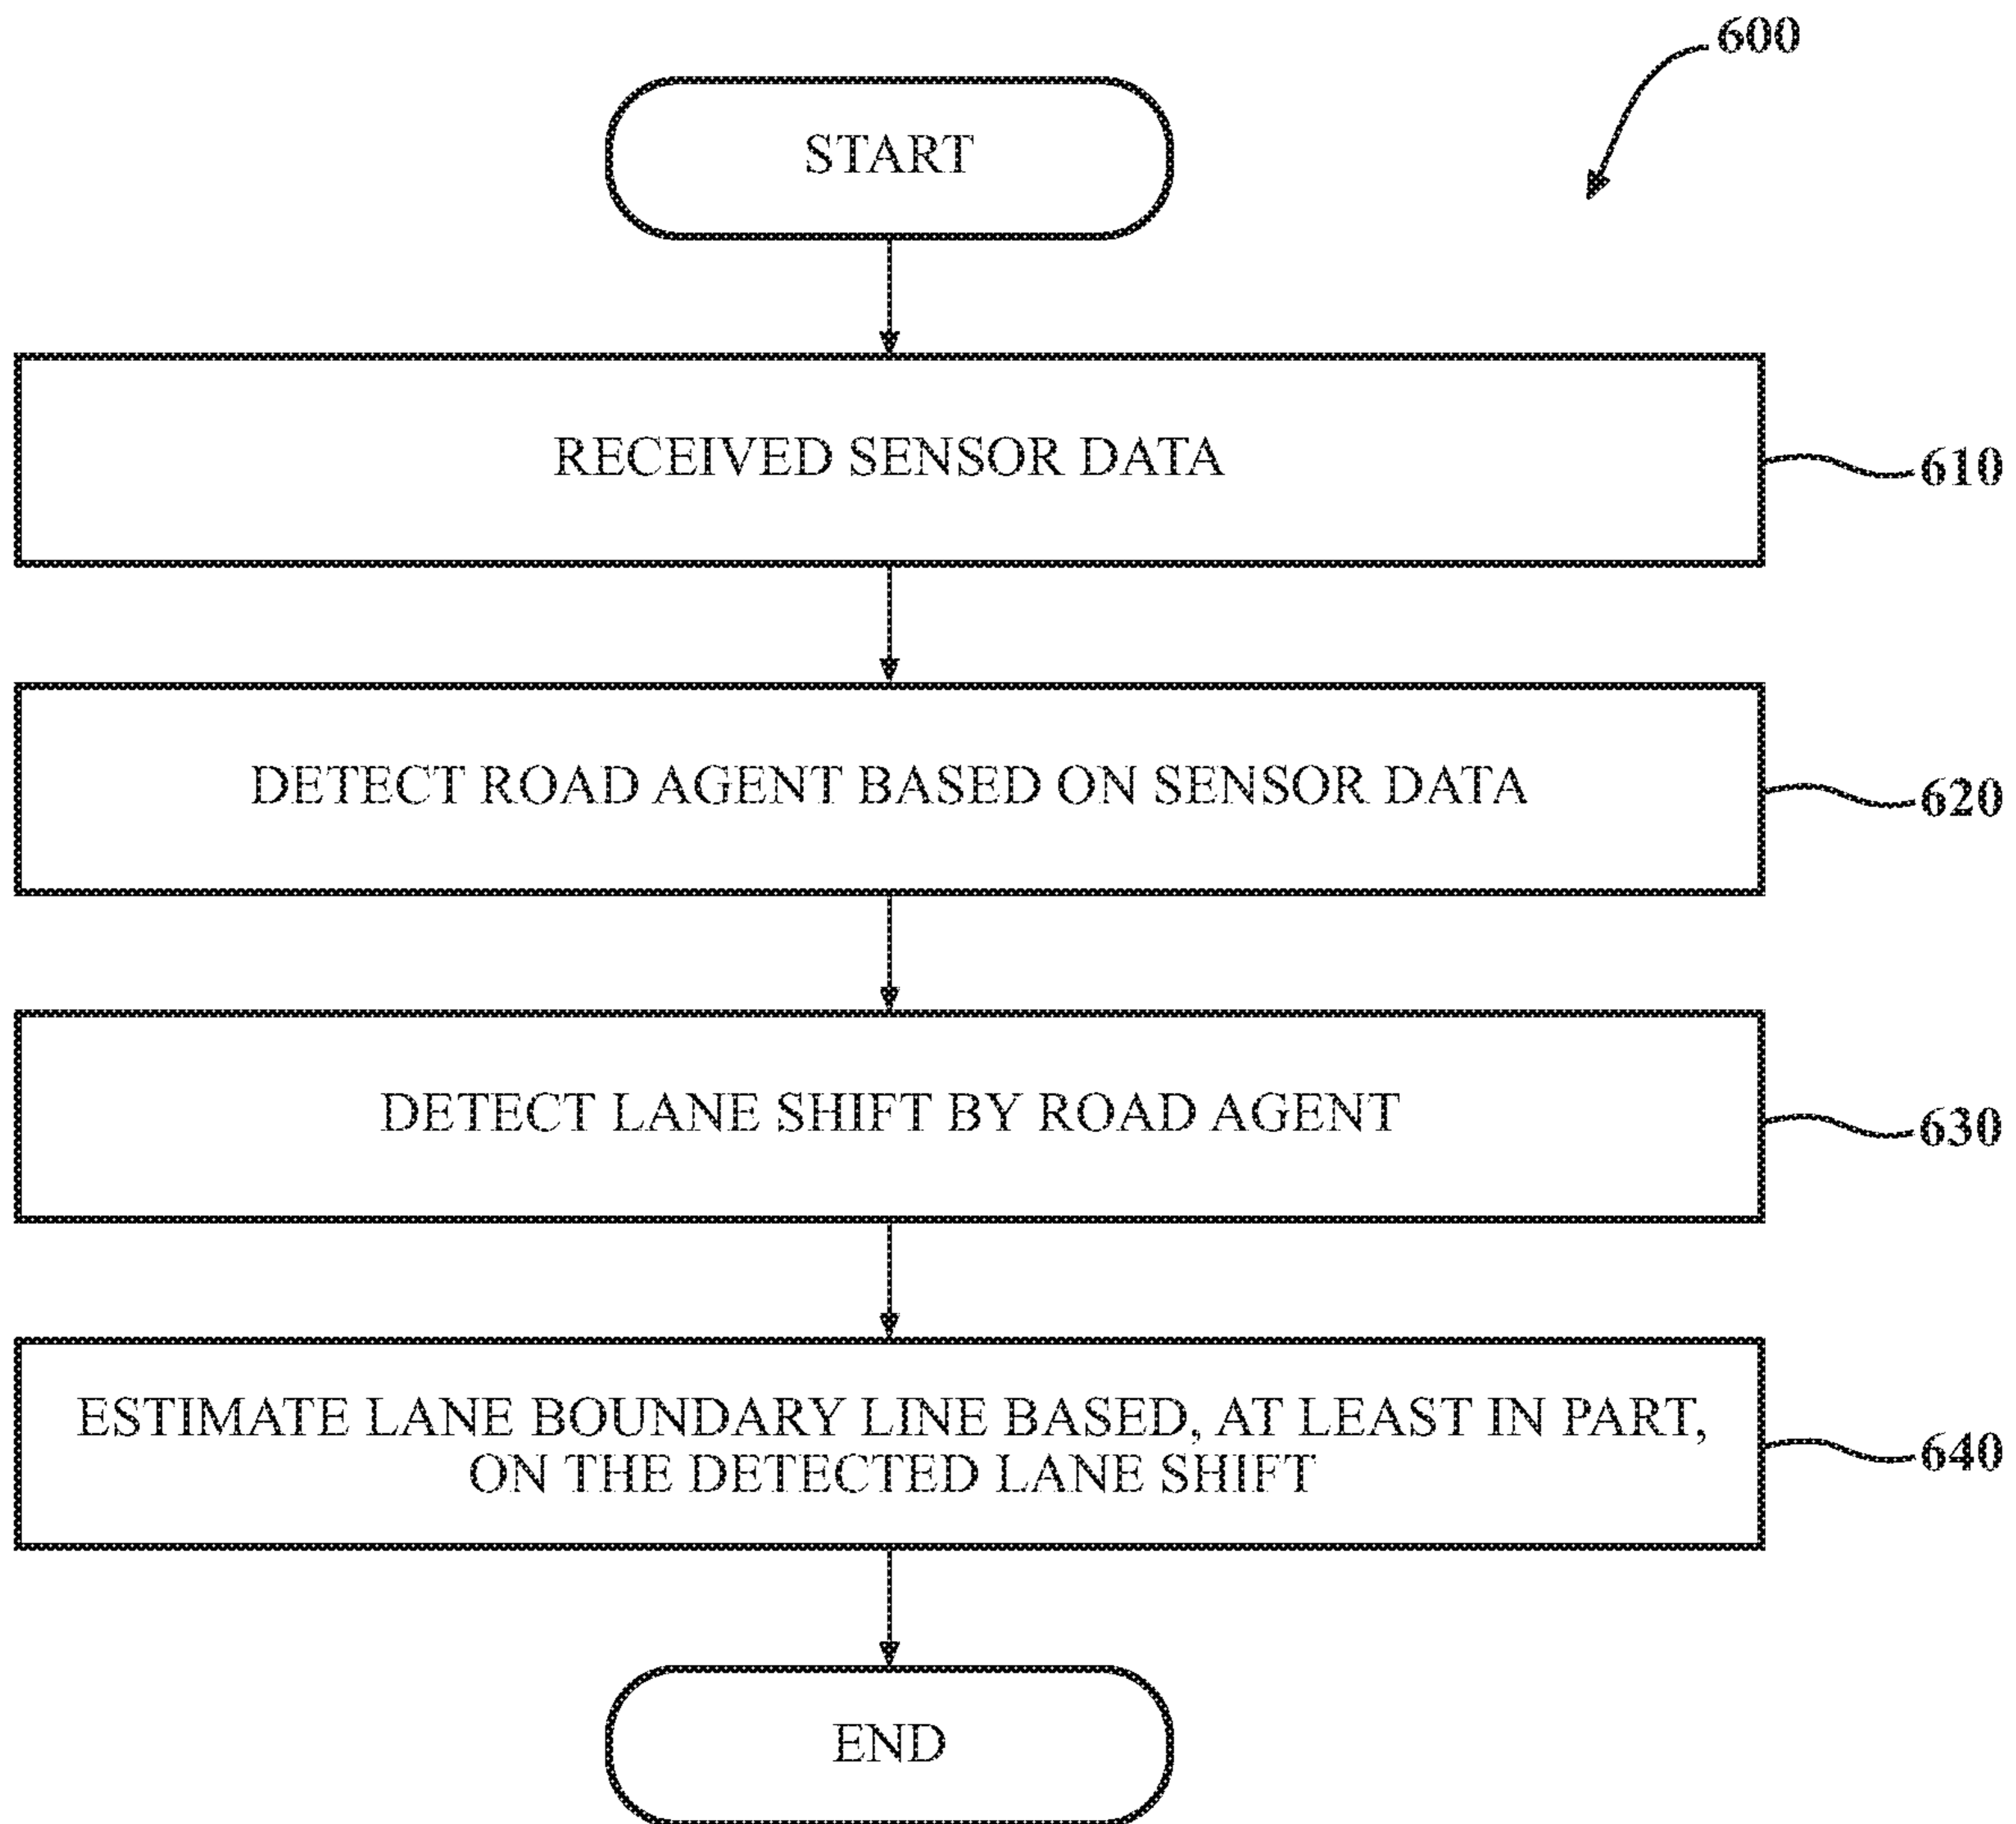 600
START
RECEIVED SENSOR DATA
610
DETECT ROAD AGENT BASED ON SENSOR DATA
620
DETECT LANE SHIFT BY ROAD AGENT
630
ESTIMATE LANE BOUNDARY LINE BASED, AT LEAST IN PART,
ON THE DETECTED LANE SHIFT
640
END